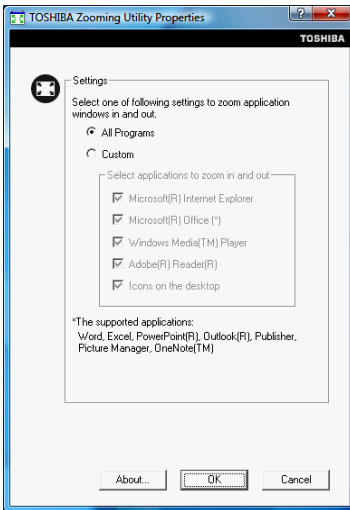 TOSHIBA Zooming Utility Properties
TOSHIBA
Settings
Select one of following settings to zoom application
windows in and out.
All Programs
Custom
Select applications to zoom in and out
Microsoft(R) Internet Explorer
Microsoft(R) Office (*)
Windows Media(TM) Player
Adobe(R) Reader(R)
Icons on the desktop
*The supported applications:
Word, Excel, PowerPoint(R), Outlook(R), Publisher,
Picture Manager, OneNote(TM)
About... OK Cancel